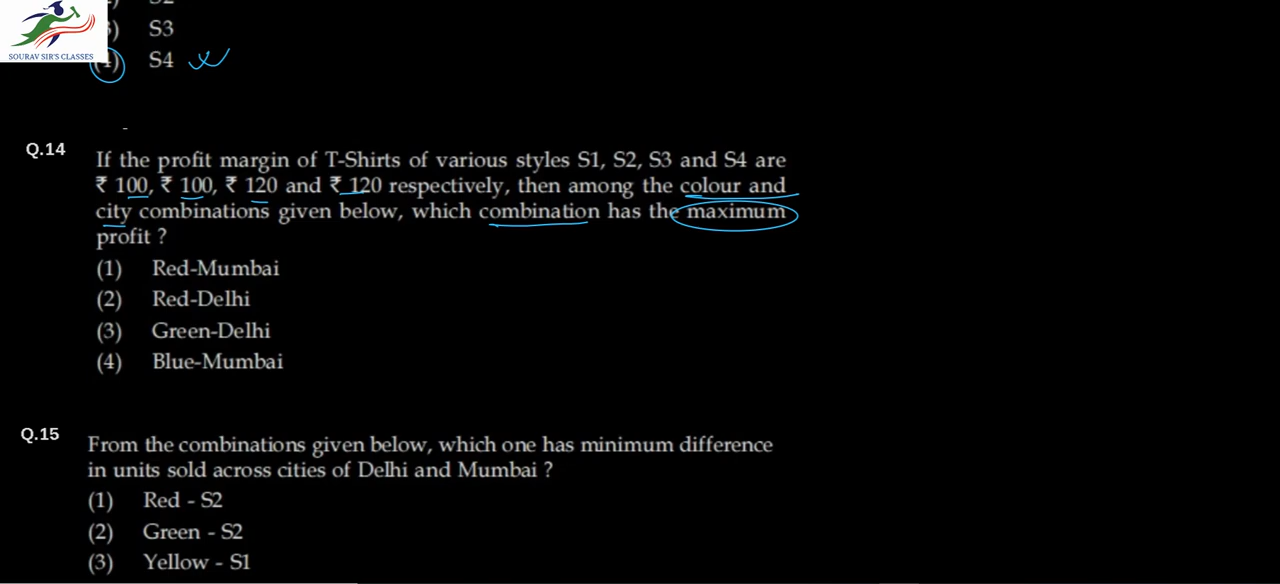 S3
S4
SOURAV SIR'S CLASSES
Q.14
If the profit margin of T-Shirts of various styles S1, S2, S3 and S4 are
₹ 100, ₹ 100, ₹ 120 and ₹ 120 respectively, then among the colour and
city combinations given below, which combination has the maximum
profit ?
(1) Red-Mumbai
(2) Red-Delhi
(3) Green-Delhi
(4) Blue-Mumbai
Q.15
From the combinations given below, which one has minimum difference
in units sold across cities of Delhi and Mumbai ?
(1) Red - S2
(2) Green - S2
(3) Yellow - S1